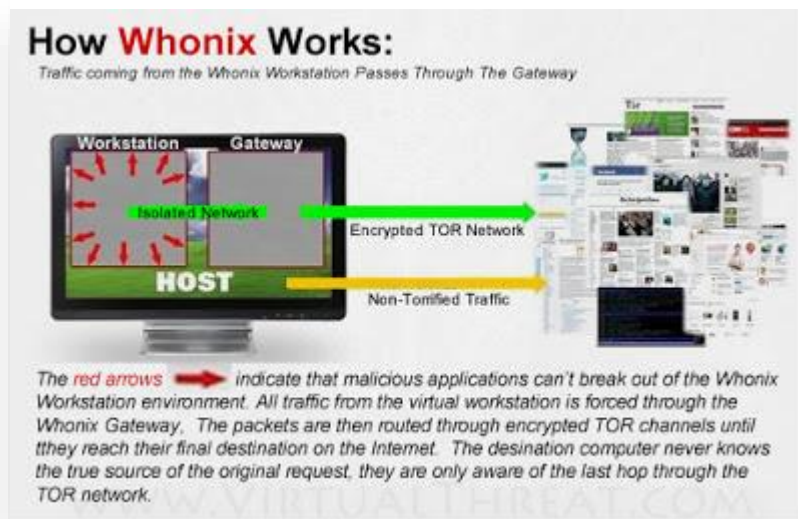 How Whonix Works:
Traffic coming from the Whonix Workstation Passes Through The Gateway
Workstation
Gateway
Isolated Network
Encrypted TOR Network
HOST
Non-Torrified Traffic
The red arrows indicate that malicious applications can't break out of the Whonix
Workstation environment. All traffic from the virtual workstation is forced through the
Whonix Gateway. The packets are then routed through encrypted TOR channels until
tthey reach their final destination on the Internet. The desination computer never knows
the true source of the original request, they are only aware of the last hop through the
TOR network.
WWW.VIRTUALTHREAT.COM